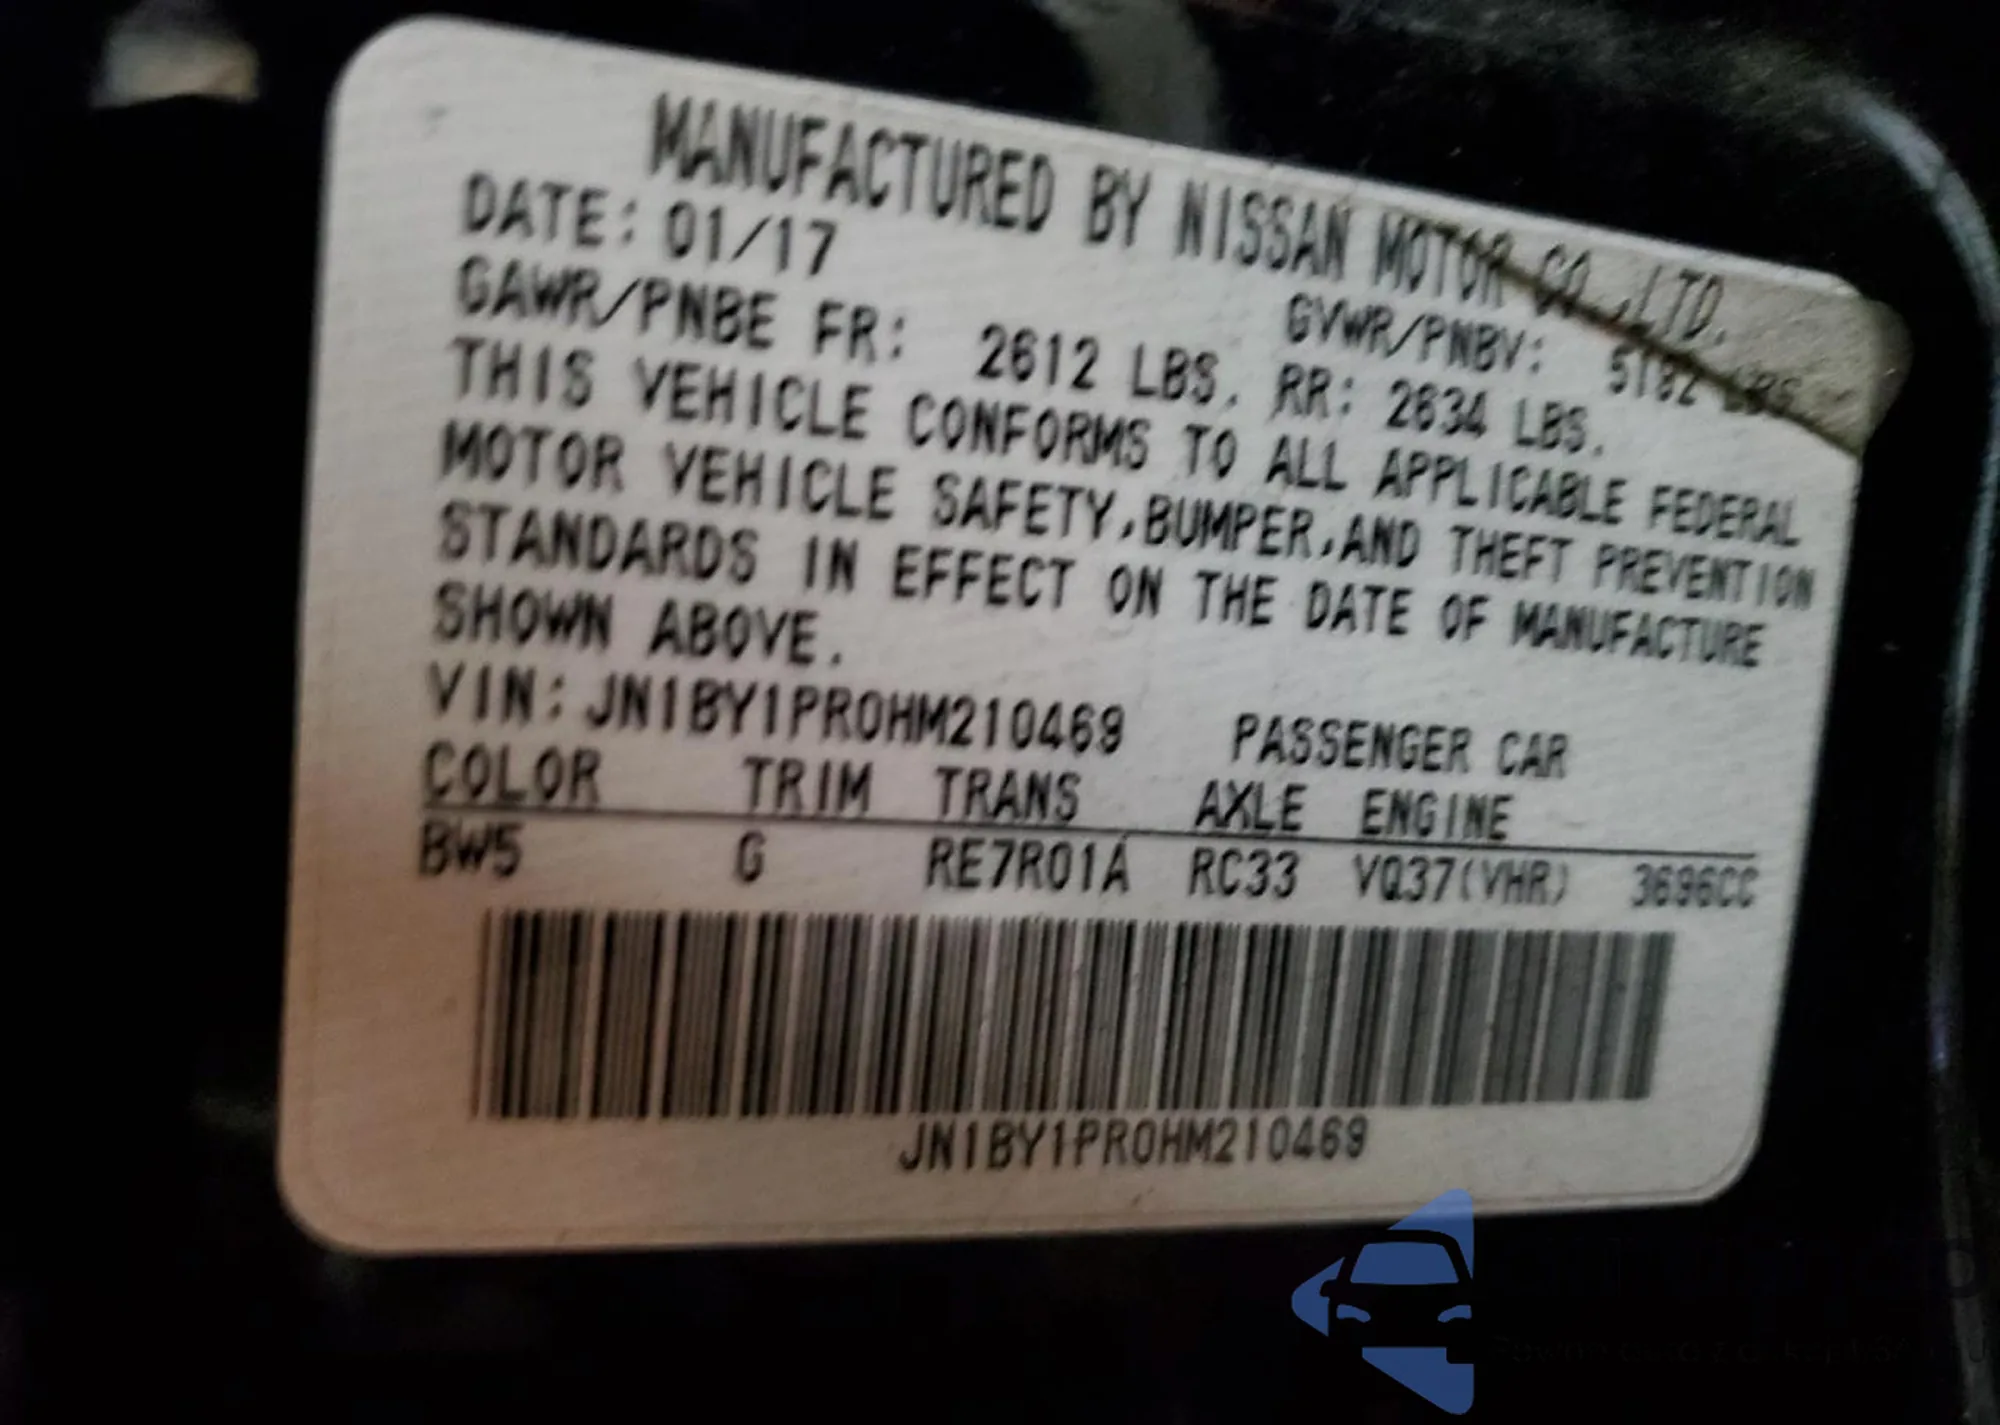 MANUFACTURED BY NISSAN MOTOR CO.,LTD.
DATE: 01/17 GVWR/PNBV: 5182 LBS.
GAWR/PNBE FR: 2612 LBS. RR: 2634 LBS.
THIS VEHICLE CONFORMS TO ALL APPLICABLE FEDERAL
MOTOR VEHICLE SAFETY,BUMPER,AND THEFT PREVENTION
STANDARDS IN EFFECT ON THE DATE OF MANUFACTURE
SHOWN ABOVE.
VIN: JN1BY1PR0HM210469 PASSENGER CAR
COLOR TRIM TRANS AXLE ENGINE
BW5 G RE7R01A RC33 VQ37(VHR) 3696CC
JN1BY1PR0HM210469